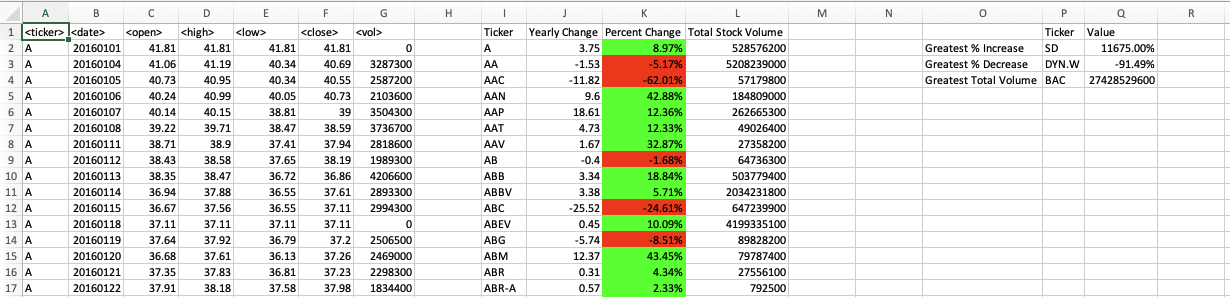 A B C D E F G H I J K L M N O P Q R
1 <ticker> <date> <open> <high> <low> <close> <vol> Ticker Yearly Change Percent Change Total Stock Volume Ticker Value
2 A 20160101 41.81 41.81 41.81 41.81 0 A 3.75 8.97% 528576200 Greatest % Increase SD 11675.00%
3 A 20160104 41.06 41.19 40.34 40.69 3287300 AA -1.53 -5.17% 5208239000 Greatest % Decrease DYN.W -91.49%
4 A 20160105 40.73 40.95 40.34 40.55 2587200 AAC -11.82 -62.01% 57179800 Greatest Total Volume BAC 27428529600
5 A 20160106 40.24 40.99 40.05 40.73 2103600 AAN 9.6 42.88% 184809000
6 A 20160107 40.14 40.15 38.81 39 3504300 AAP 18.61 12.36% 262665300
7 A 20160108 39.22 39.71 38.47 38.59 3736700 AAT 4.73 12.33% 49026400
8 A 20160111 38.71 38.9 37.41 37.94 2818600 AAV 1.67 32.87% 27358200
9 A 20160112 38.43 38.58 37.65 38.19 1989300 AB -0.4 -1.68% 64736300
10 A 20160113 38.35 38.47 36.72 36.86 4206600 ABB 3.34 18.84% 503779400
11 A 20160114 36.94 37.88 36.55 37.61 2893300 ABBV 3.38 5.71% 2034231800
12 A 20160115 36.67 37.56 36.55 37.11 2994300 ABC -25.52 -24.61% 647239900
13 A 20160118 37.11 37.11 37.11 37.11 0 ABEV 0.45 10.09% 4199335100
14 A 20160119 37.64 37.92 36.79 37.2 2506500 ABG -5.74 -8.51% 89828200
15 A 20160120 36.68 37.61 36.13 37.26 2469000 ABM 12.37 43.45% 79787400
16 A 20160121 37.35 37.83 36.81 37.23 2298300 ABR 0.31 4.34% 27556100
17 A 20160122 37.91 38.18 37.58 37.98 1834400 ABR-A 0.57 2.33% 792500